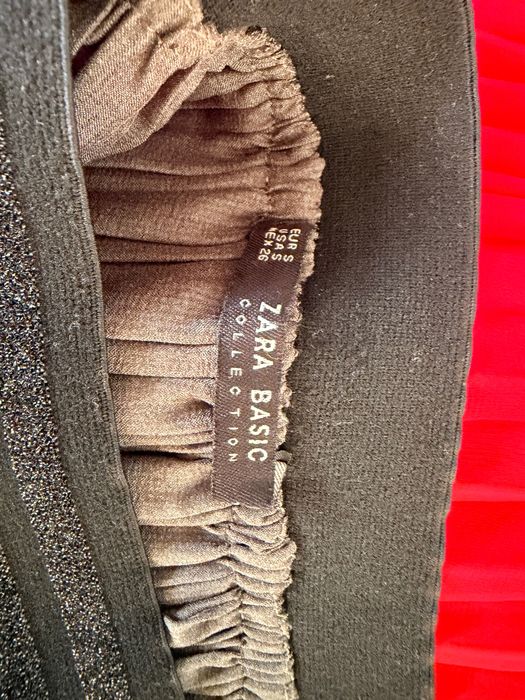 EUR S
USA S
MEX 26
ZARA BASIC
COLLECTION